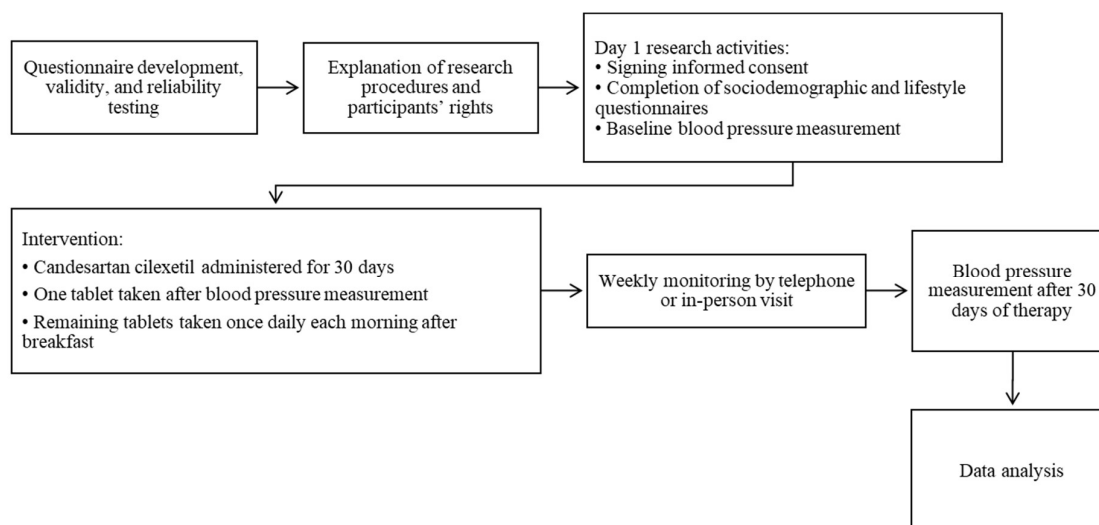 Questionnaire development,
validity, and reliability
testing
Explanation of research
procedures and
participants’ rights
Day 1 research activities:
• Signing informed consent
• Completion of sociodemographic and lifestyle
questionnaires
• Baseline blood pressure measurement
Intervention:
• Candesartan cilexetil administered for 30 days
• One tablet taken after blood pressure measurement
• Remaining tablets taken once daily each morning after
breakfast
Weekly monitoring by telephone
or in-person visit
Blood pressure
measurement after 30
days of therapy
Data analysis